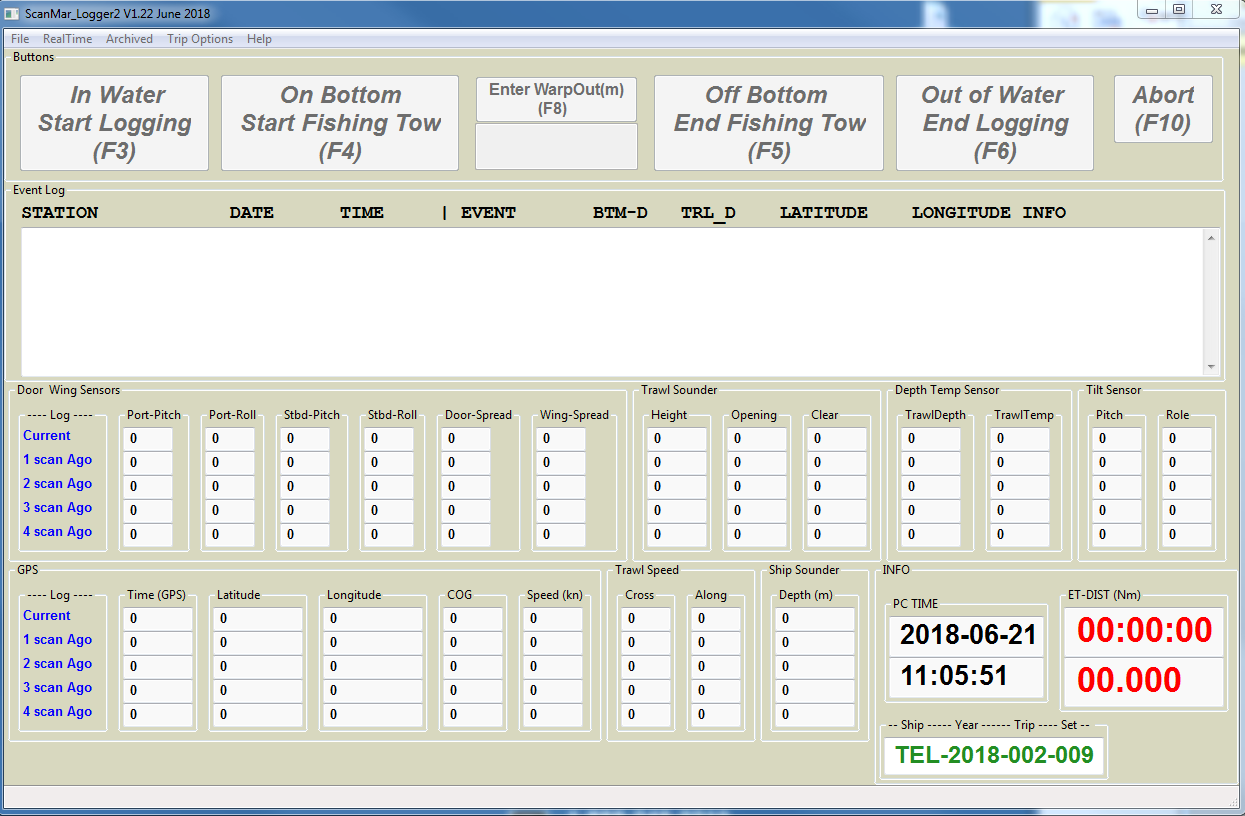 ScanMar_Logger2 V1.22 June 2018
File RealTime Archived Trip Options Help
Buttons
In Water
Start Logging
(F3)
On Bottom
Start Fishing Tow
(F4)
Enter WarpOut(m)
(F8)
Off Bottom
End Fishing Tow
(F5)
Out of Water
End Logging
(F6)
Abort
(F10)
Event Log
STATION DATE TIME | EVENT BTM-D TRL_D LATITUDE LONGITUDE INFO
Door Wing Sensors Trawl Sounder Depth Temp Sensor Tilt Sensor
---- Log ---- Port-Pitch Port-Roll Stbd-Pitch Stbd-Roll Door-Spread Wing-Spread Height Opening Clear TrawlDepth TrawlTemp Pitch Role
Current 0 0 0 0 0 0 0 0 0 0 0 0 0
1 scan Ago 0 0 0 0 0 0 0 0 0 0 0 0 0
2 scan Ago 0 0 0 0 0 0 0 0 0 0 0 0 0
3 scan Ago 0 0 0 0 0 0 0 0 0 0 0 0 0
4 scan Ago 0 0 0 0 0 0 0 0 0 0 0 0 0
GPS Trawl Speed Ship Sounder
---- Log ---- Time (GPS) Latitude Longitude COG Speed (kn) Cross Along Depth (m)
Current 0 0 0 0 0 0 0 0
1 scan Ago 0 0 0 0 0 0 0 0
2 scan Ago 0 0 0 0 0 0 0 0
3 scan Ago 0 0 0 0 0 0 0 0
4 scan Ago 0 0 0 0 0 0 0 0
INFO
PC TIME
2018-06-21
11:05:51
ET-DIST (Nm)
00:00:00
00.000
-- Ship ----- Year ------ Trip ---- Set --
TEL-2018-002-009